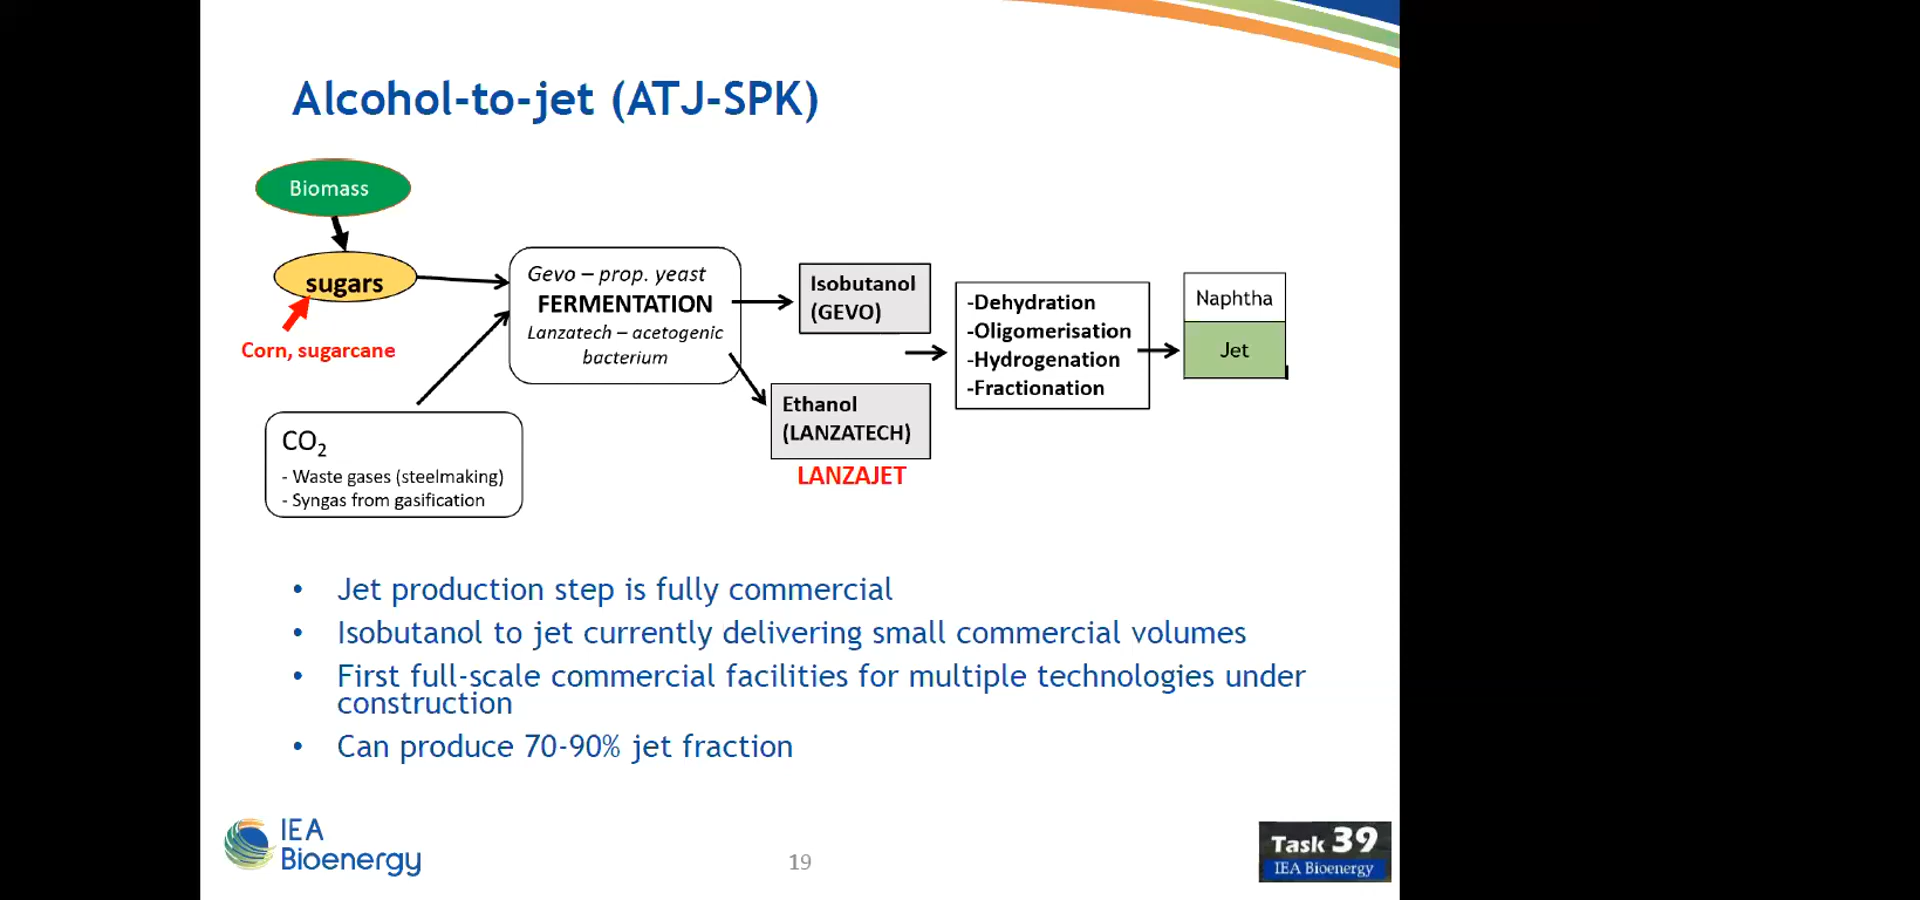 Alcohol-to-jet (ATJ-SPK)
Biomass
sugars
Corn, sugarcane
CO₂
- Waste gases (steelmaking)
- Syngas from gasification
Gevo – prop. yeast
FERMENTATION
Lanzatech – acetogenic
bacterium
Isobutanol
(GEVO)
Ethanol
(LANZATECH)
LANZAJET
-Dehydration
-Oligomerisation
-Hydrogenation
-Fractionation
Naphtha
Jet
• Jet production step is fully commercial
• Isobutanol to jet currently delivering small commercial volumes
• First full-scale commercial facilities for multiple technologies under
construction
• Can produce 70-90% jet fraction
IEA
Bioenergy
19
Task 39
IEA Bioenergy